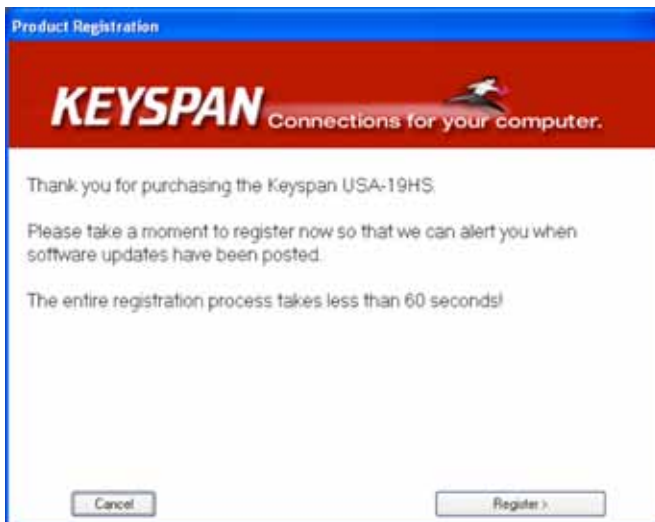 Product Registration
KEYSPAN Connections for your computer.
Thank you for purchasing the Keyspan USA-19HS.
Please take a moment to register now so that we can alert you when
software updates have been posted.
The entire registration process takes less than 60 seconds!
Cancel
Register >